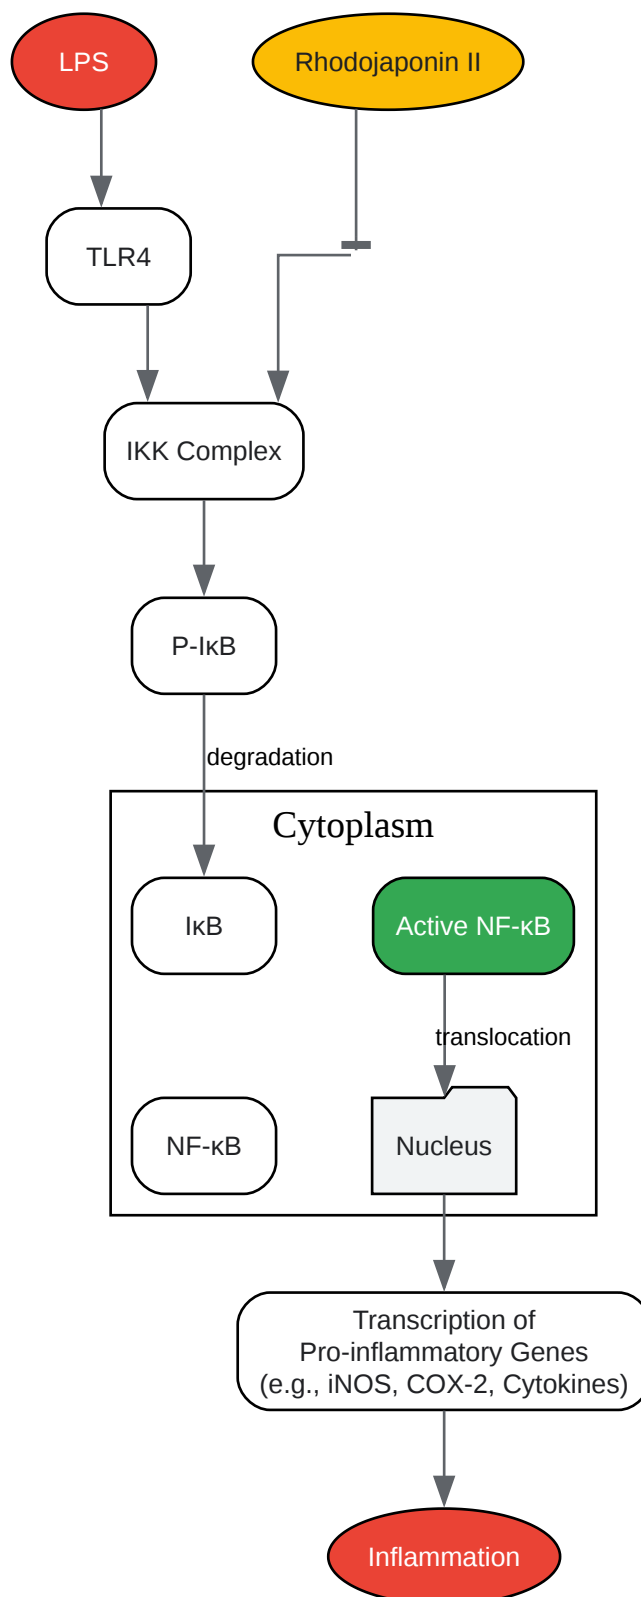 LPS
Rhodojaponin II
TLR4
IKK Complex
P-IκB
degradation
Cytoplasm
IκB
Active NF-κB
translocation
NF-κB
Nucleus
Transcription of
Pro-inflammatory Genes
(e.g., iNOS, COX-2, Cytokines)
Inflammation